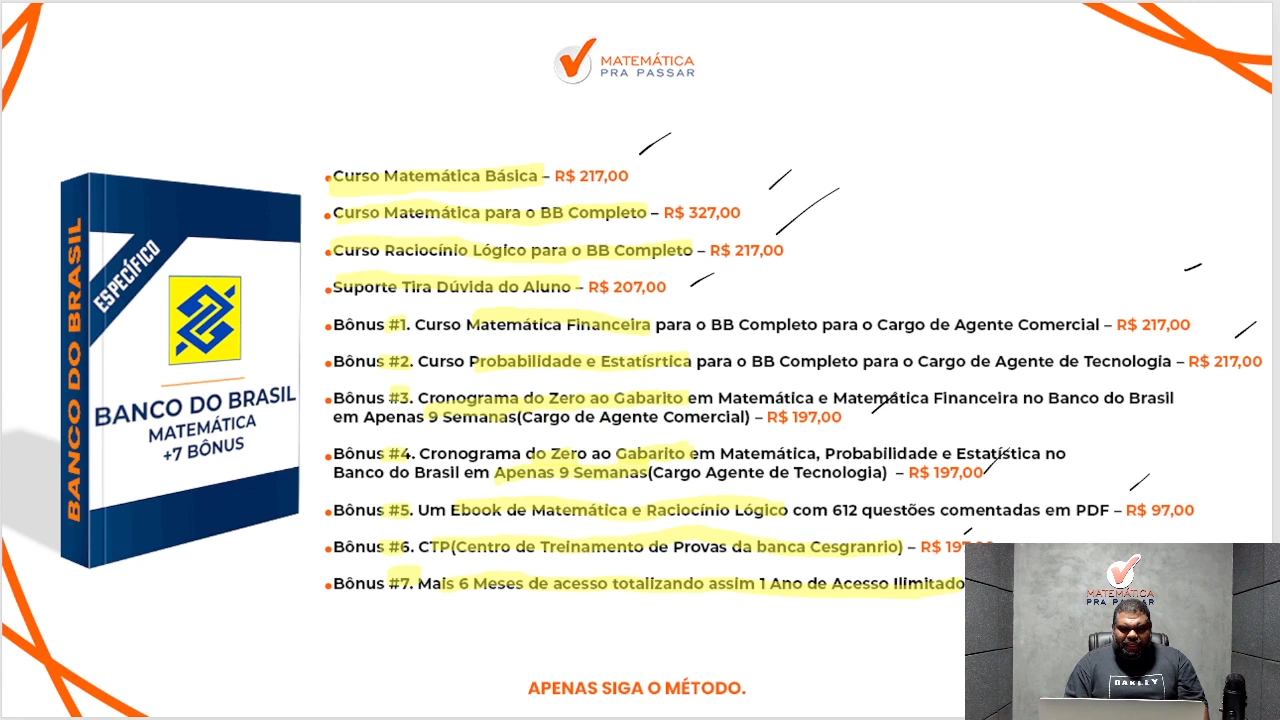 MATEMÁTICA
PRA PASSAR
Curso Matemática Básica – R$ 217,00
Curso Matemática para o BB Completo – R$ 327,00
Curso Raciocínio Lógico para o BB Completo – R$ 217,00
Suporte Tira Dúvida do Aluno – R$ 207,00
Bônus #1. Curso Matemática Financeira para o BB Completo para o Cargo de Agente Comercial – R$ 217,00
Bônus #2. Curso Probabilidade e Estatísrtica para o BB Completo para o Cargo de Agente de Tecnologia – R$ 217,00
Bônus #3. Cronograma do Zero ao Gabarito em Matemática e Matemática Financeira no Banco do Brasil
em Apenas 9 Semanas(Cargo de Agente Comercial) – R$ 197,00
Bônus #4. Cronograma do Zero ao Gabarito em Matemática, Probabilidade e Estatística no
Banco do Brasil em Apenas 9 Semanas(Cargo Agente de Tecnologia) – R$ 197,00
Bônus #5. Um Ebook de Matemática e Raciocínio Lógico com 612 questões comentadas em PDF – R$ 97,00
Bônus #6. CTP(Centro de Treinamento de Provas da banca Cesgranrio) – R$ 197
Bônus #7. Mais 6 Meses de acesso totalizando assim 1 Ano de Acesso Ilimitado
BANCO DO BRASIL
ESPECÍFICO
BANCO DO BRASIL
MATEMÁTICA
+7 BÔNUS
MATEMÁTICA
PRA PASSAR
OAKLEY
APENAS SIGA O MÉTODO.